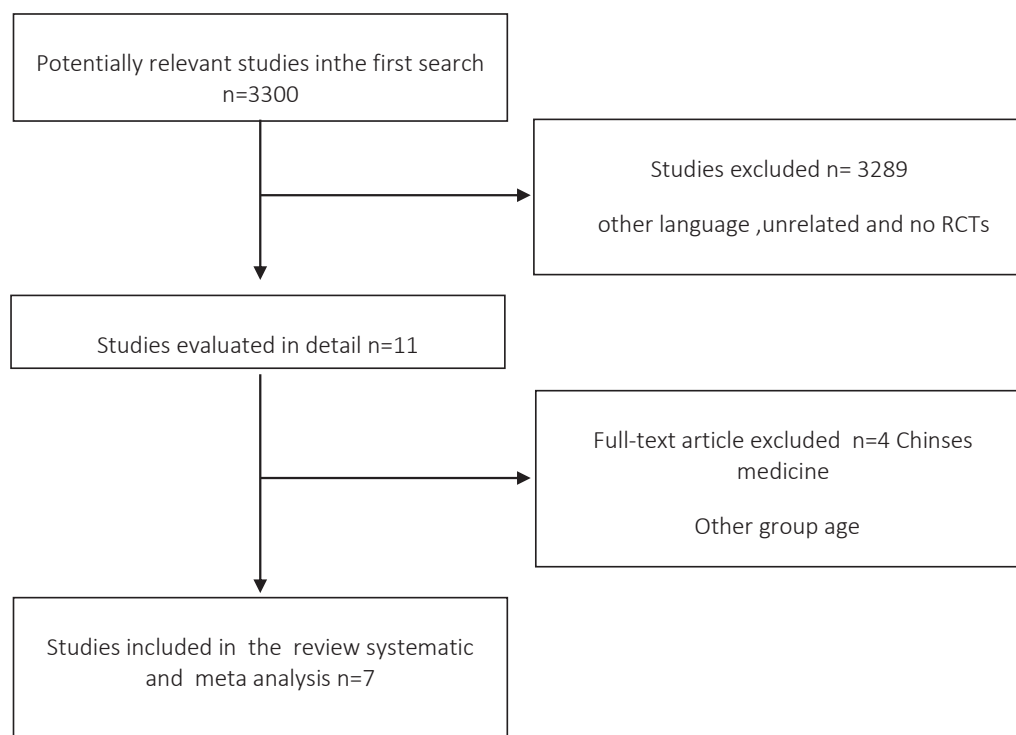 Potentially relevant studies inthe first search
n=3300
Studies excluded n= 3289
other language ,unrelated and no RCTs
Studies evaluated in detail n=11
Full-text article excluded n=4 Chinses
medicine
Other group age
Studies included in the review systematic
and meta analysis n=7